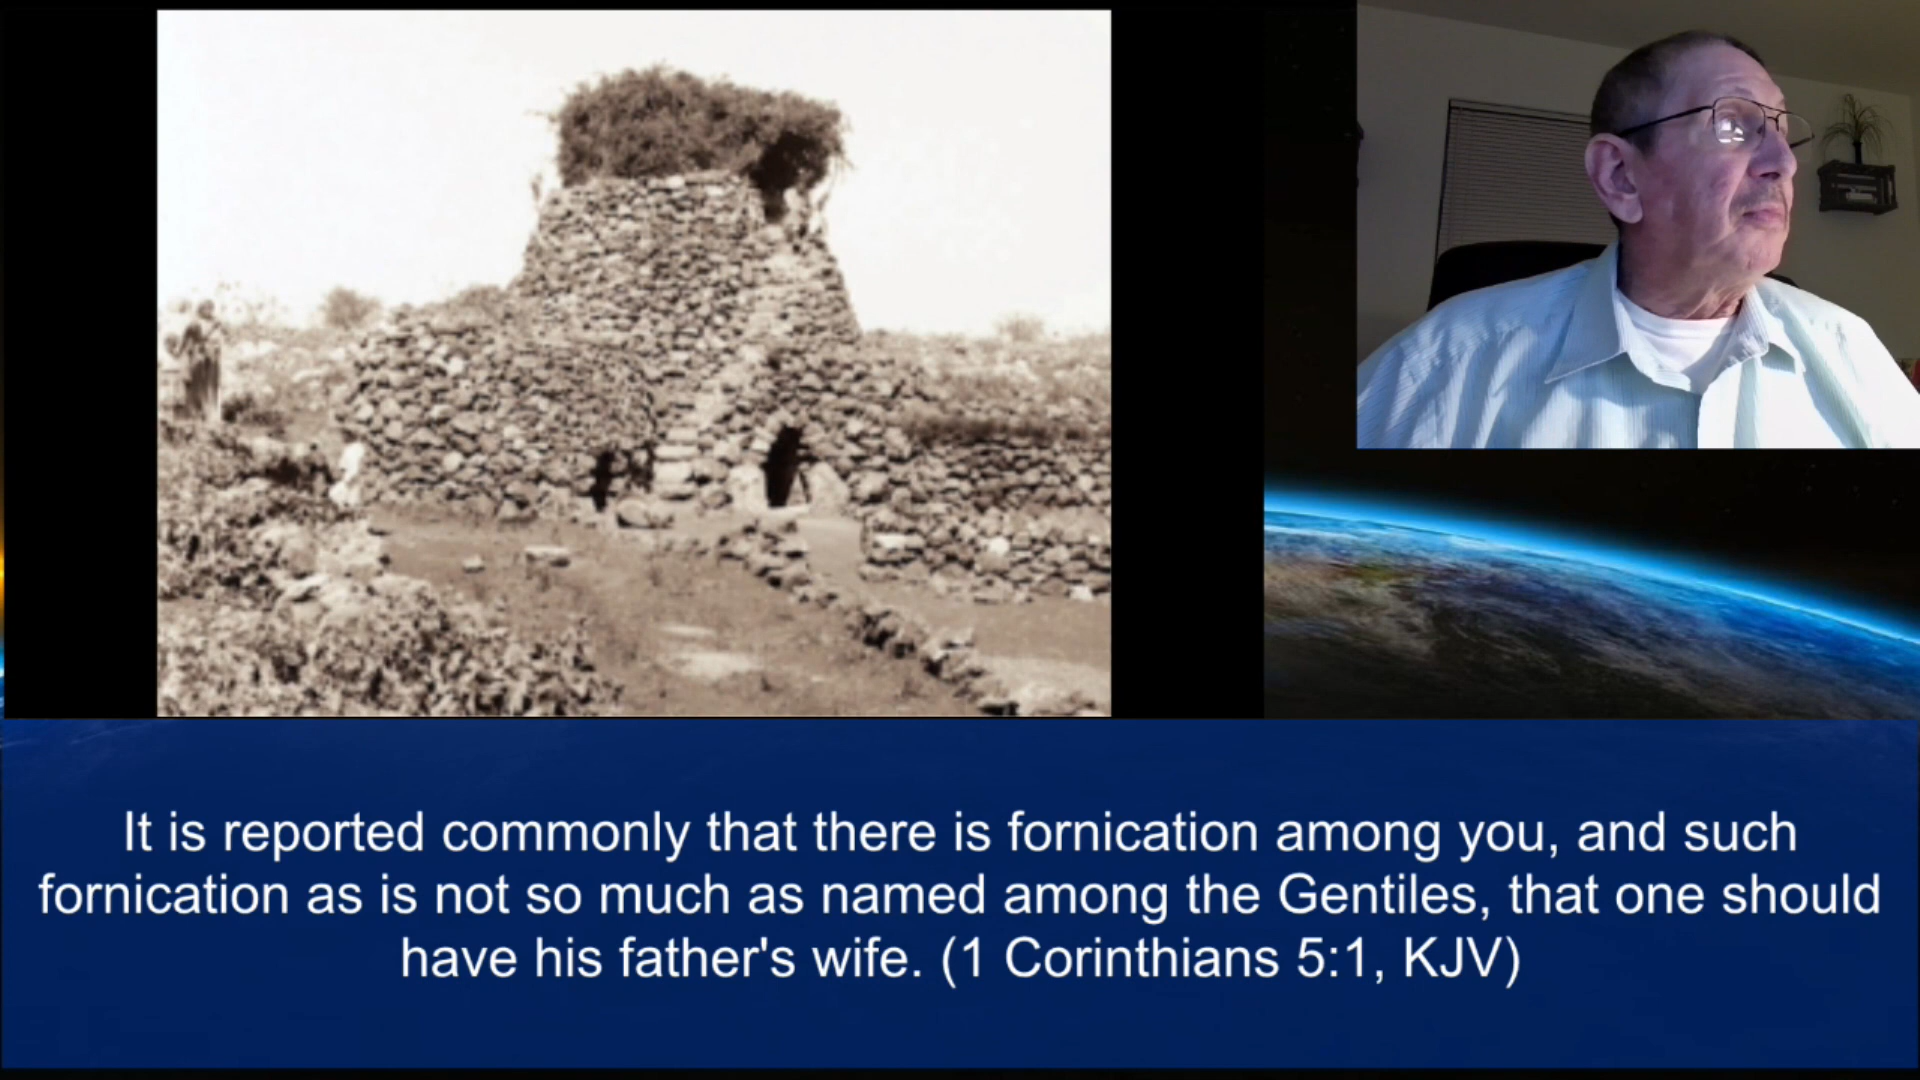 It is reported commonly that there is fornication among you, and such
fornication as is not so much as named among the Gentiles, that one should
have his father's wife. (1 Corinthians 5:1, KJV)